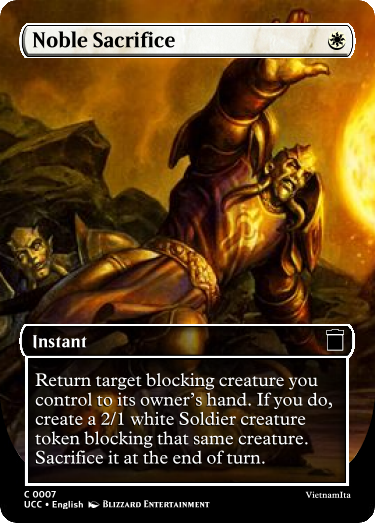 Noble Sacrifice
Instant
Return target blocking creature you
control to its owner's hand. If you do,
create a 2/1 white Soldier creature
token blocking that same creature.
Sacrifice it at the end of turn.
C 0007
UCC • English BLIZZARD ENTERTAINMENT
VietnamIta